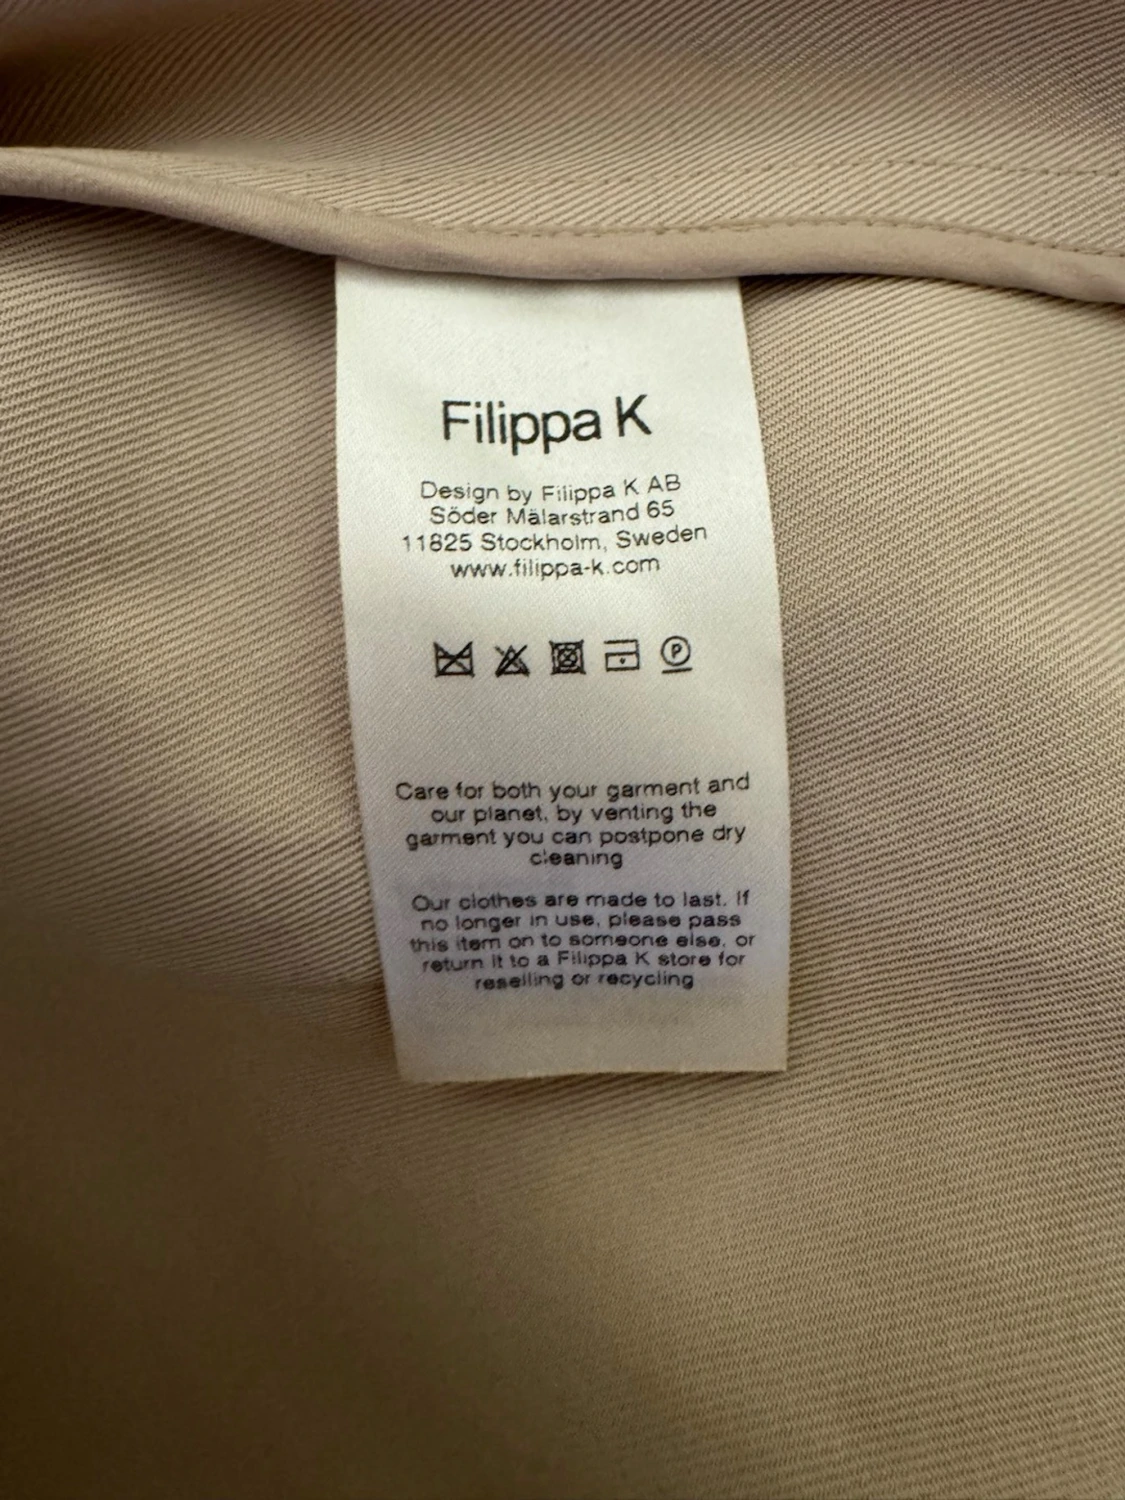 Filippa K
Design by Filippa K AB
Söder Mälarstrand 65
11825 Stockholm, Sweden
www.filippa-k.com
P
Care for both your garment and
our planet, by venting the
garment you can postpone dry
cleaning
Our clothes are made to last. If
no longer in use, please pass
this item on to someone else, or
return it to a Filippa K store for
reselling or recycling